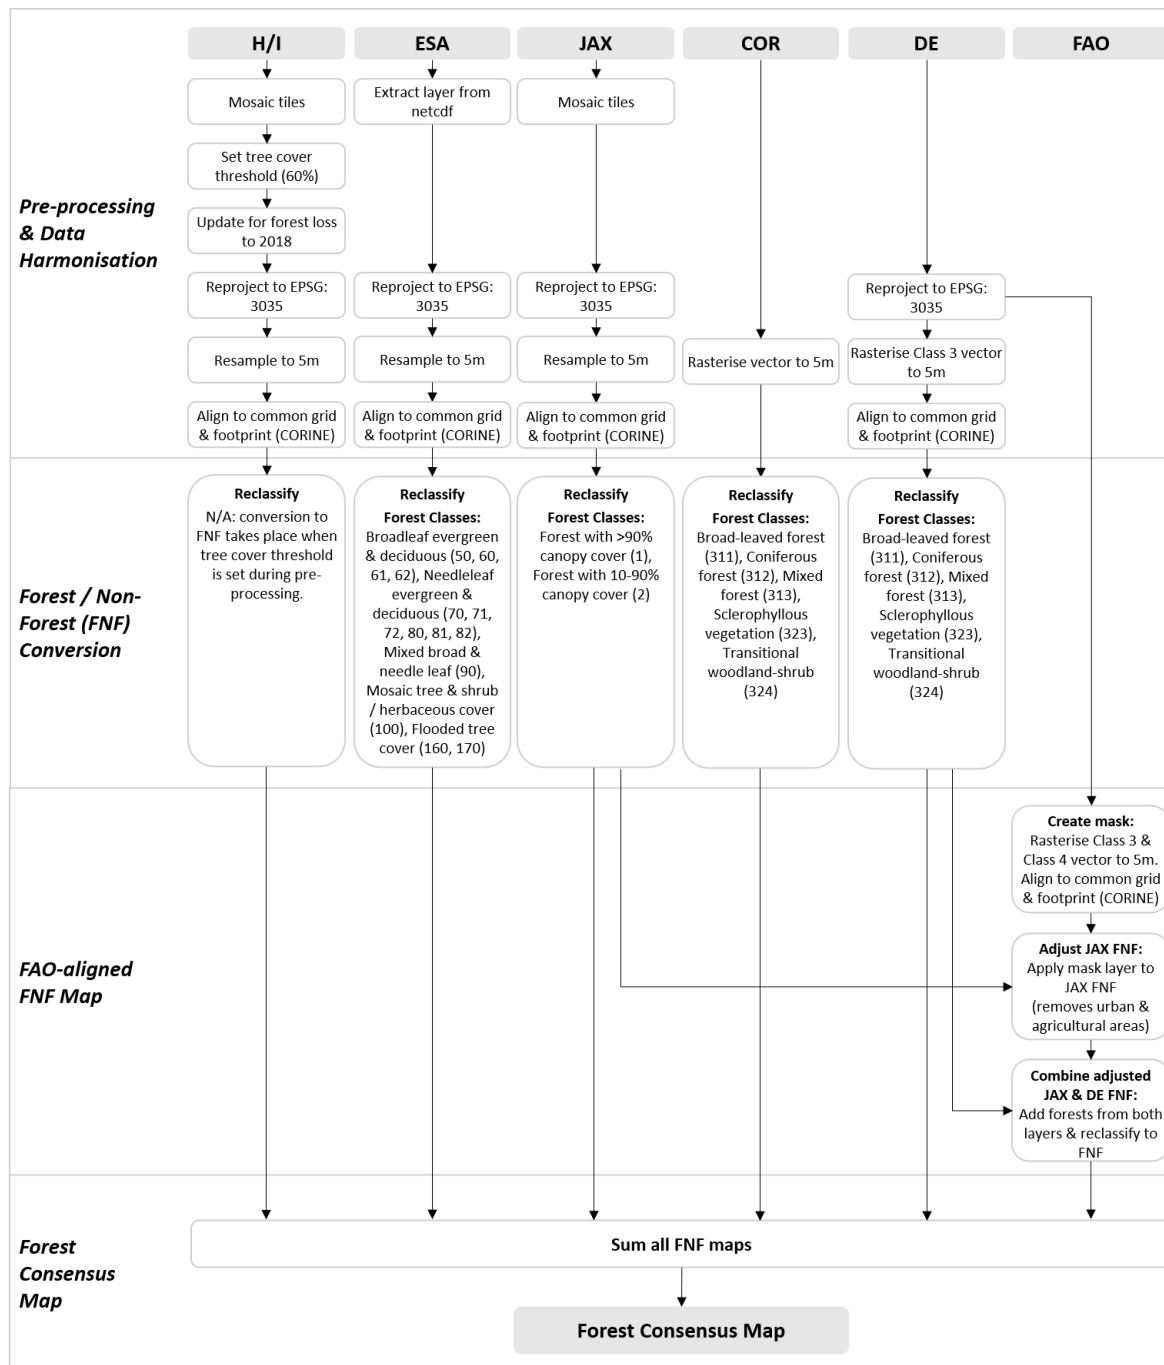 H/I
ESA
JAX
COR
DE
FAO
Pre-processing
& Data
Harmonisation
Mosaic tiles
Set tree cover
threshold (60%)
Update for forest loss
to 2018
Reproject to EPSG:
3035
Resample to 5m
Align to common grid
& footprint (CORINE)
Extract layer from
netcdf
Reproject to EPSG:
3035
Resample to 5m
Align to common grid
& footprint (CORINE)
Mosaic tiles
Reproject to EPSG:
3035
Resample to 5m
Align to common grid
& footprint (CORINE)
Rasterise vector to 5m
Reproject to EPSG:
3035
Rasterise Class 3 vector
to 5m
Align to common grid
& footprint (CORINE)
Forest / Non-
Forest (FNF)
Conversion
Reclassify
N/A: conversion to
FNF takes place when
tree cover threshold
is set during pre-
processing.
Reclassify
Forest Classes:
Broadleaf evergreen
& deciduous (50, 60,
61, 62), Needleleaf
evergreen &
deciduous (70, 71,
72, 80, 81, 82),
Mixed broad &
needle leaf (90),
Mosaic tree & shrub
/ herbaceous cover
(100), Flooded tree
cover (160, 170)
Reclassify
Forest Classes:
Forest with >90%
canopy cover (1),
Forest with 10-90%
canopy cover (2)
Reclassify
Forest Classes:
Broad-leaved forest
(311), Coniferous
forest (312), Mixed
forest (313),
Sclerophyllous
vegetation (323),
Transitional
woodland-shrub
(324)
Reclassify
Forest Classes:
Broad-leaved forest
(311), Coniferous
forest (312), Mixed
forest (313),
Sclerophyllous
vegetation (323),
Transitional
woodland-shrub
(324)
FAO-aligned
FNF Map
Create mask:
Rasterise Class 3 &
Class 4 vector to 5m.
Align to common grid
& footprint (CORINE)
Adjust JAX FNF:
Apply mask layer to
JAX FNF
(removes urban &
agricultural areas)
Combine adjusted
JAX & DE FNF:
Add forests from both
layers & reclassify to
FNF
Forest
Consensus
Map
Sum all FNF maps
Forest Consensus Map